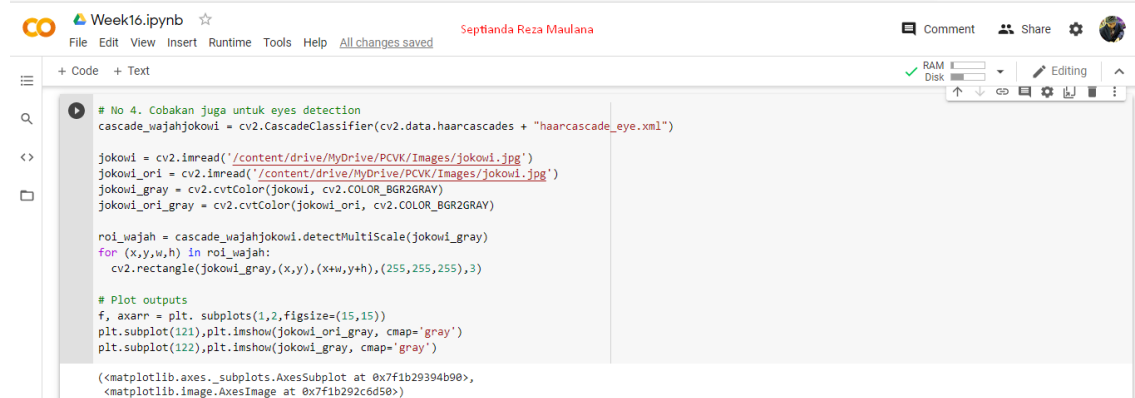 Week16.ipynb
Septianda Reza Maulana
File Edit View Insert Runtime Tools Help All changes saved
Comment Share
+ Code + Text
RAM
Disk
Editing
# No 4. Cobakan juga untuk eyes detection
cascade_wajahjokowi = cv2.CascadeClassifier(cv2.data.haarcascades + "haarcascade_eye.xml")
jokowi = cv2.imread('/content/drive/MyDrive/PCVK/Images/jokowi.jpg')
jokowi_ori = cv2.imread('/content/drive/MyDrive/PCVK/Images/jokowi.jpg')
jokowi_gray = cv2.cvtColor(jokowi, cv2.COLOR_BGR2GRAY)
jokowi_ori_gray = cv2.cvtColor(jokowi_ori, cv2.COLOR_BGR2GRAY)
roi_wajah = cascade_wajahjokowi.detectMultiScale(jokowi_gray)
for (x,y,w,h) in roi_wajah:
  cv2.rectangle(jokowi_gray,(x,y),(x+w,y+h),(255,255,255),3)
# Plot outputs
f, axarr = plt. subplots(1,2,figsize=(15,15))
plt.subplot(121),plt.imshow(jokowi_ori_gray, cmap='gray')
plt.subplot(122),plt.imshow(jokowi_gray, cmap='gray')
(<matplotlib.axes._subplots.AxesSubplot at 0x7f1b29394b90>,
 <matplotlib.image.AxesImage at 0x7f1b292c6d50>)